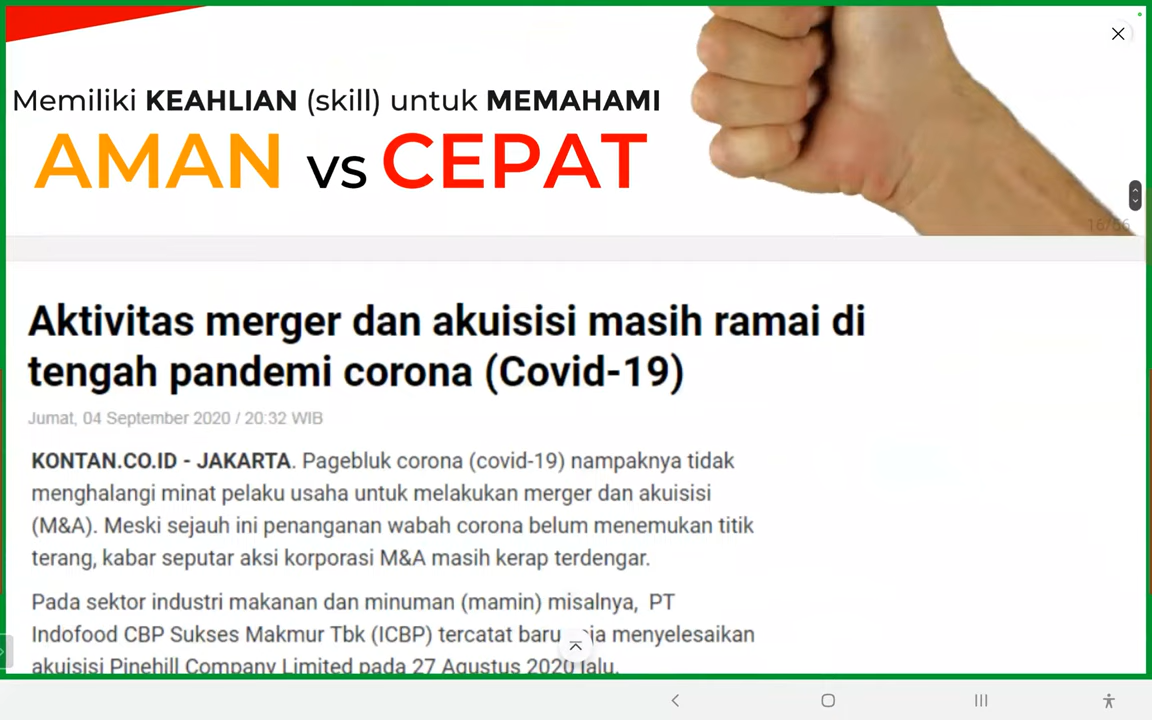 Memiliki KEAHLIAN (skill) untuk MEMAHAMI
AMAN vs CEPAT
16/56
Aktivitas merger dan akuisisi masih ramai di
tengah pandemi corona (Covid-19)
Jumat, 04 September 2020 / 20:32 WIB
KONTAN.CO.ID - JAKARTA. Pagebluk corona (covid-19) nampaknya tidak
menghalangi minat pelaku usaha untuk melakukan merger dan akuisisi
(M&A). Meski sejauh ini penanganan wabah corona belum menemukan titik
terang, kabar seputar aksi korporasi M&A masih kerap terdengar.
Pada sektor industri makanan dan minuman (mamin) misalnya, PT
Indofood CBP Sukses Makmur Tbk (ICBP) tercatat baru menyelesaikan
akuisisi Pinehill Company Limited pada 27 Agustus 2020 lalu.